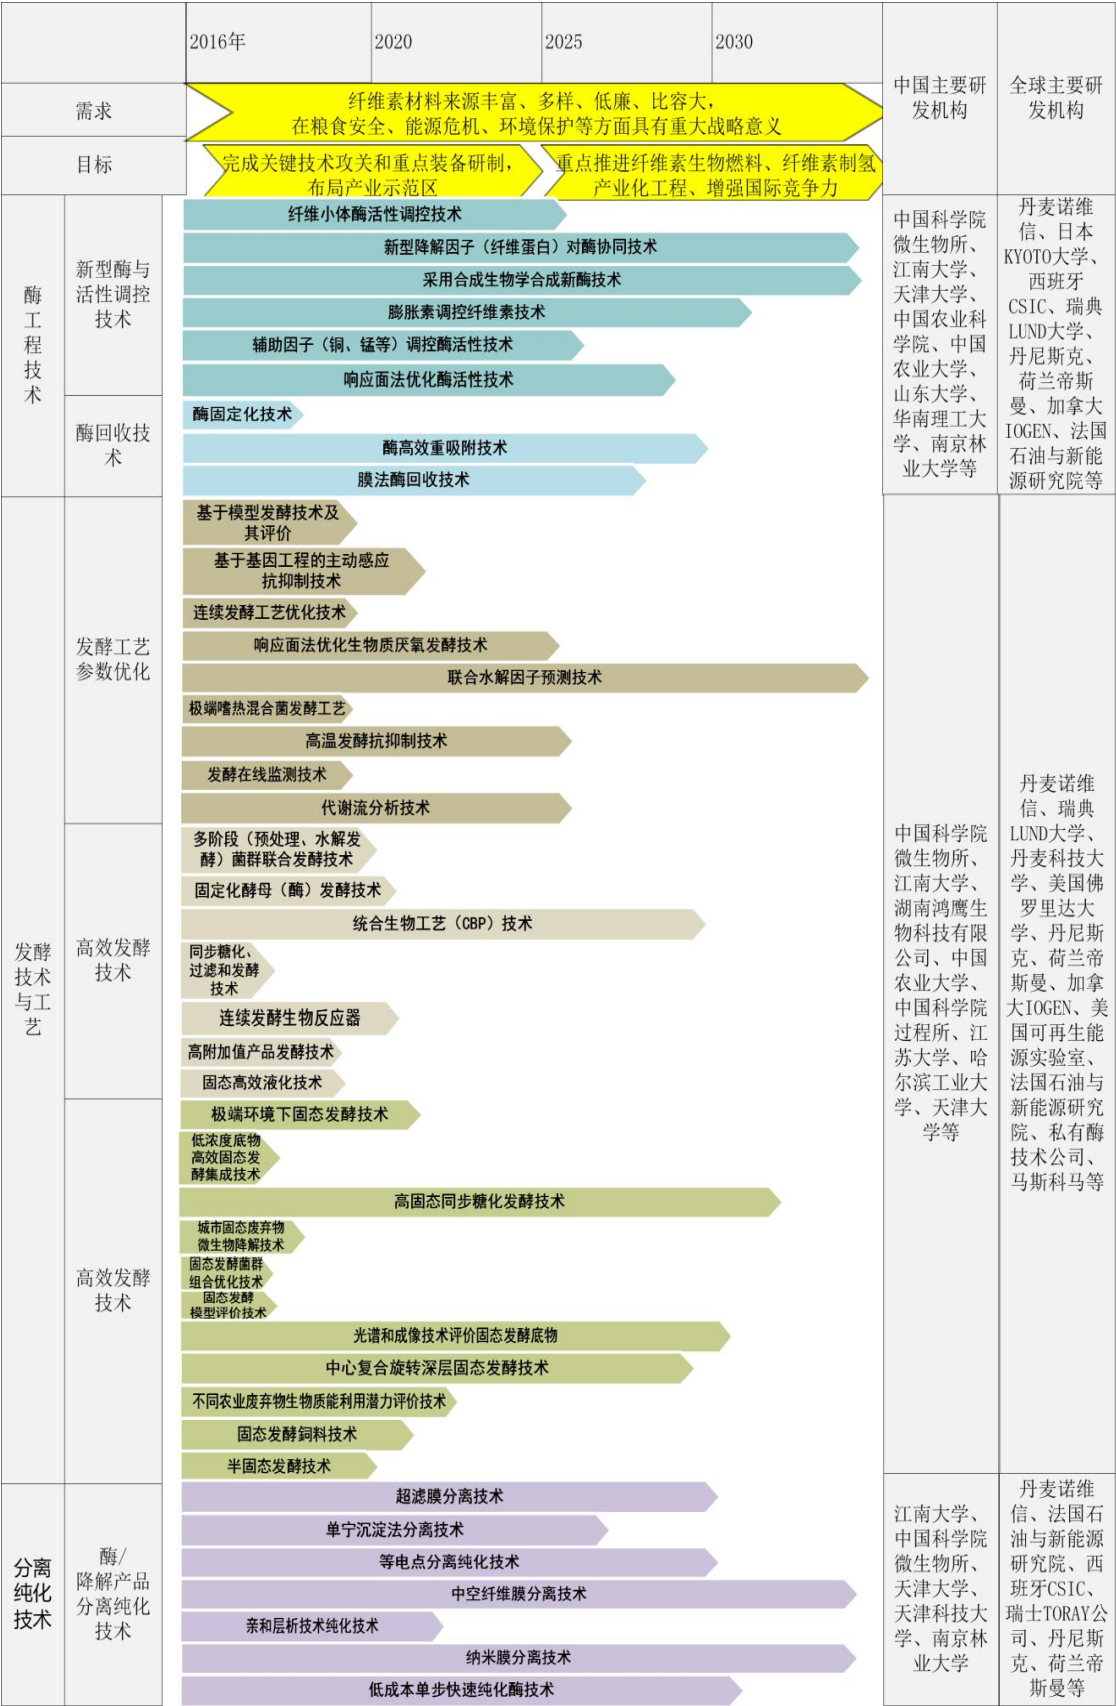 2016年
2020
2025
2030
中国主要研
发机构
全球主要研
发机构
需求
纤维素材料来源丰富、多样、低廉、比容大，
在粮食安全、能源危机、环境保护等方面具有重大战略意义
目标
完成关键技术攻关和重点装备研制，
布局产业示范区
重点推进纤维素生物燃料、纤维素制氢
产业化工程、增强国际竞争力
酶
工
程
技
术
新型酶与
活性调控
技术
纤维小体酶活性调控技术
新型降解因子（纤维蛋白）对酶协同技术
采用合成生物学合成新酶技术
膨胀素调控纤维素技术
辅助因子（铜、锰等）调控酶活性技术
响应面法优化酶活性技术
酶回收技
术
酶固定化技术
酶高效重吸附技术
膜法酶回收技术
中国科学院
微生物所、
江南大学、
天津大学、
中国农业科
学院、中国
农业大学、
山东大学、
华南理工大
学、南京林
业大学等
丹麦诺维
信、日本
KYOTO大学、
西班牙
CSIC、瑞典
LUND大学、
丹尼斯克、
荷兰帝斯
曼、加拿大
IOGEN、法国
石油与新能
源研究院等
发酵
技术
与工
艺
发酵工艺
参数优化
基于模型发酵技术及
其评价
基于基因工程的主动感应
抗抑制技术
连续发酵工艺优化技术
响应面法优化生物质厌氧发酵技术
联合水解因子预测技术
极端嗜热混合菌发酵工艺
高温发酵抗抑制技术
发酵在线监测技术
代谢流分析技术
高效发酵
技术
多阶段（预处理、水解发
酵）菌群联合发酵技术
固定化酵母（酶）发酵技术
统合生物工艺（CBP）技术
同步糖化、
过滤和发酵
技术
连续发酵生物反应器
高附加值产品发酵技术
固态高效液化技术
高效发酵
技术
极端环境下固态发酵技术
低浓度底物
高效固态发
酵集成技术
高固态同步糖化发酵技术
城市固态废弃物
微生物降解技术
固态发酵菌群
组合优化技术
固态发酵
模型评价技术
光谱和成像技术评价固态发酵底物
中心复合旋转深层固态发酵技术
不同农业废弃物生物质能利用潜力评价技术
固态发酵飼料技术
半固态发酵技术
中国科学院
微生物所、
江南大学、
湖南鸿鹰生
物科技有限
公司、中国
农业大学、
中国科学院
过程所、江
苏大学、哈
尔滨工业大
学、天津大
学等
丹麦诺维
信、瑞典
LUND大学、
丹麦科技大
学、美国佛
罗里达大
学、丹尼斯
克、荷兰帝
斯曼、加拿
大IOGEN、美
国可再生能
源实验室、
法国石油与
新能源研究
院、私有酶
技术公司、
马斯科马等
分离
纯化
技术
酶/
降解产品
分离纯化
技术
超滤膜分离技术
单宁沉淀法分离技术
等电点分离纯化技术
中空纤维膜分离技术
亲和层析技术纯化技术
纳米膜分离技术
低成本单步快速纯化酶技术
江南大学、
中国科学院
微生物所、
天津大学、
天津科技大
学、南京林
业大学
丹麦诺维
信、法国石
油与新能源
研究院、西
班牙CSIC、
瑞士TORAY公
司、丹尼斯
克、荷兰帝
斯曼等